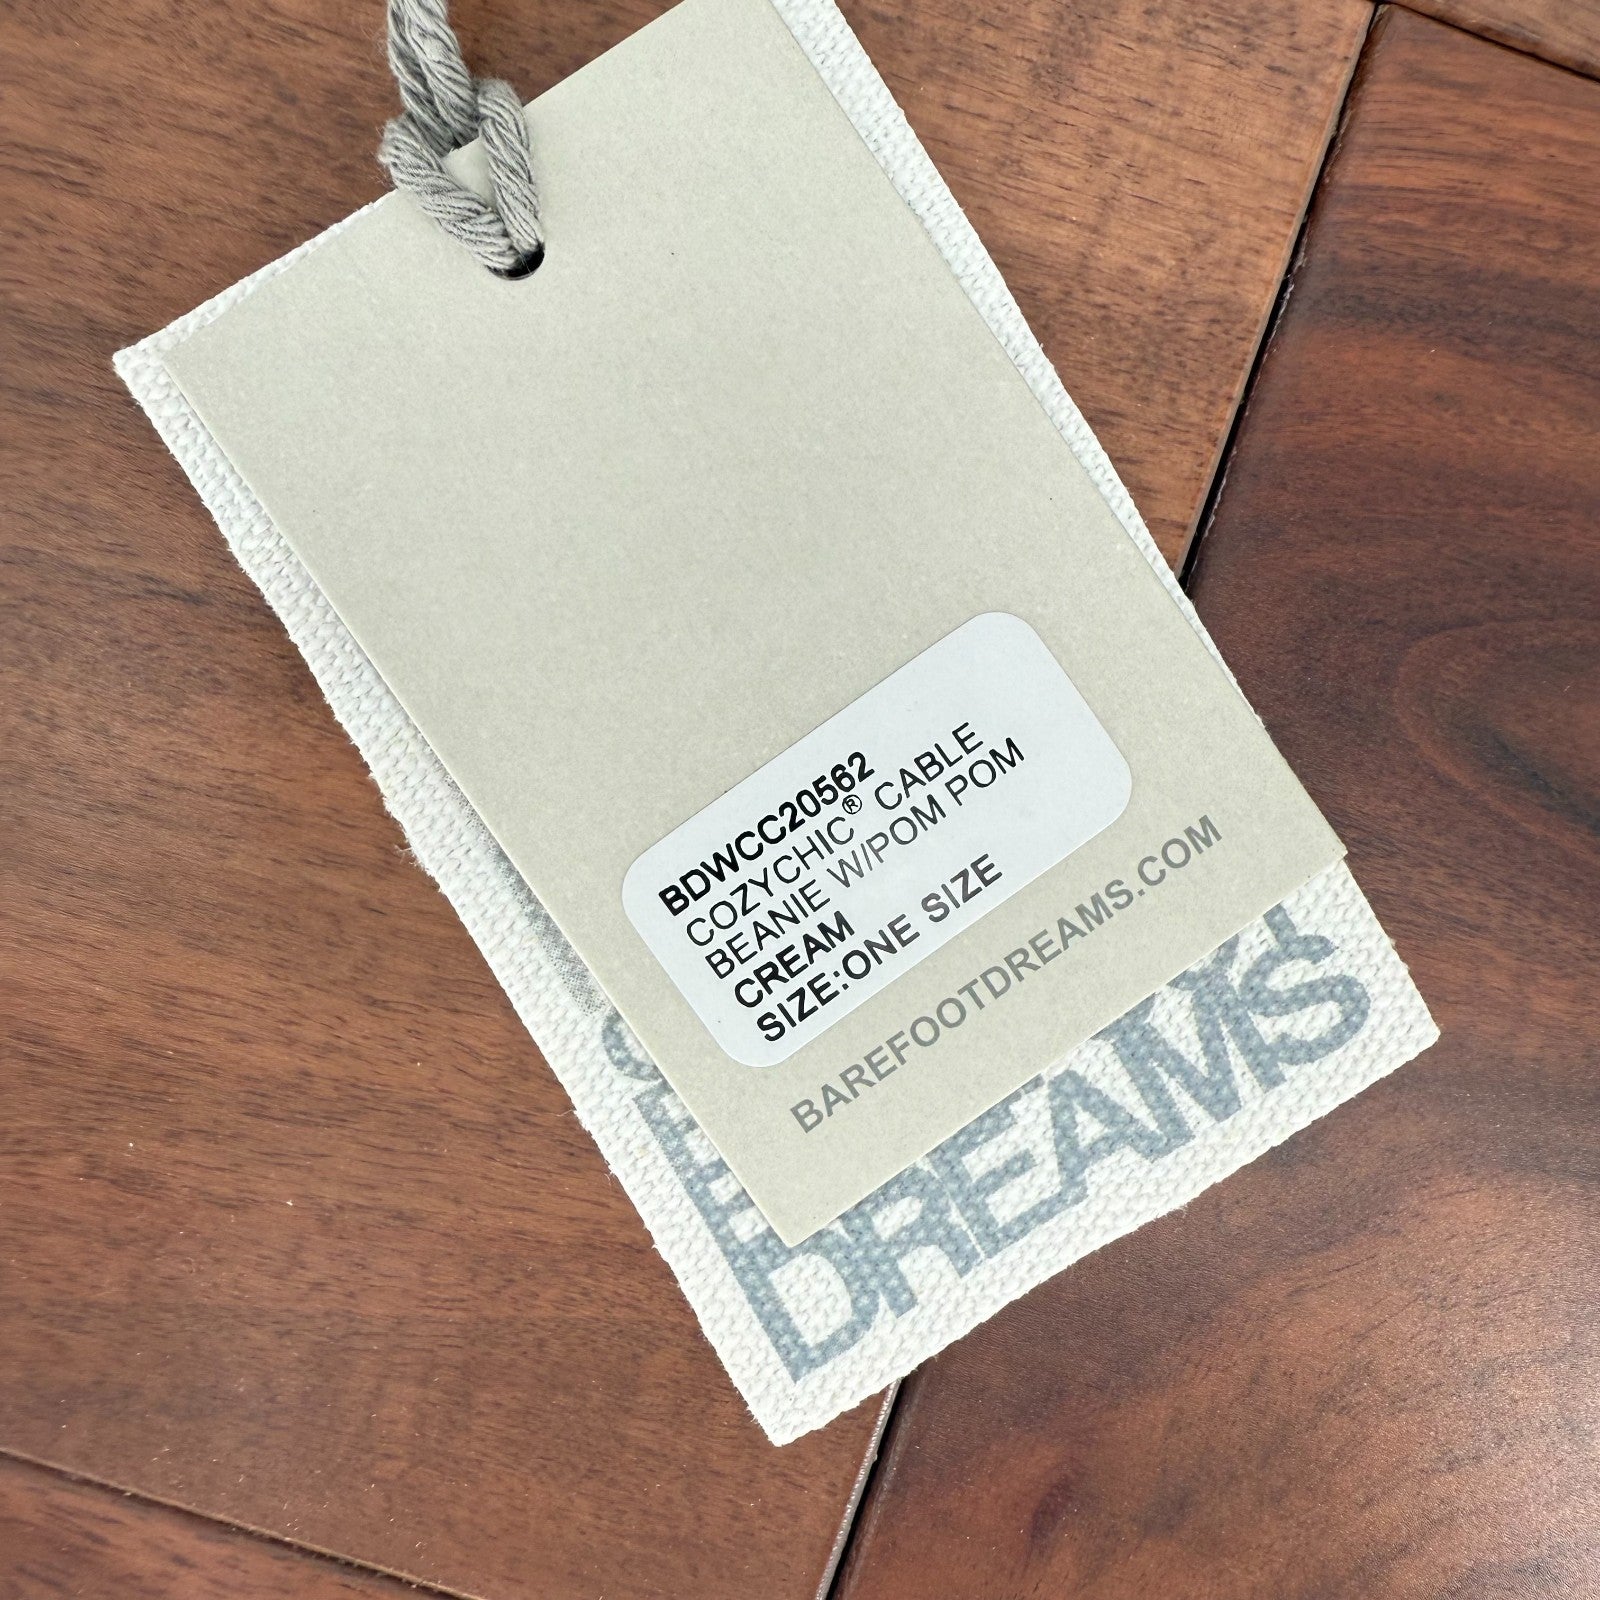 BDWCC20562
COZYCHIC® CABLE
BEANIE W/POM POM
CREAM
SIZE:ONE SIZE
BAREFOOTDREAMS.COM
DREAMS